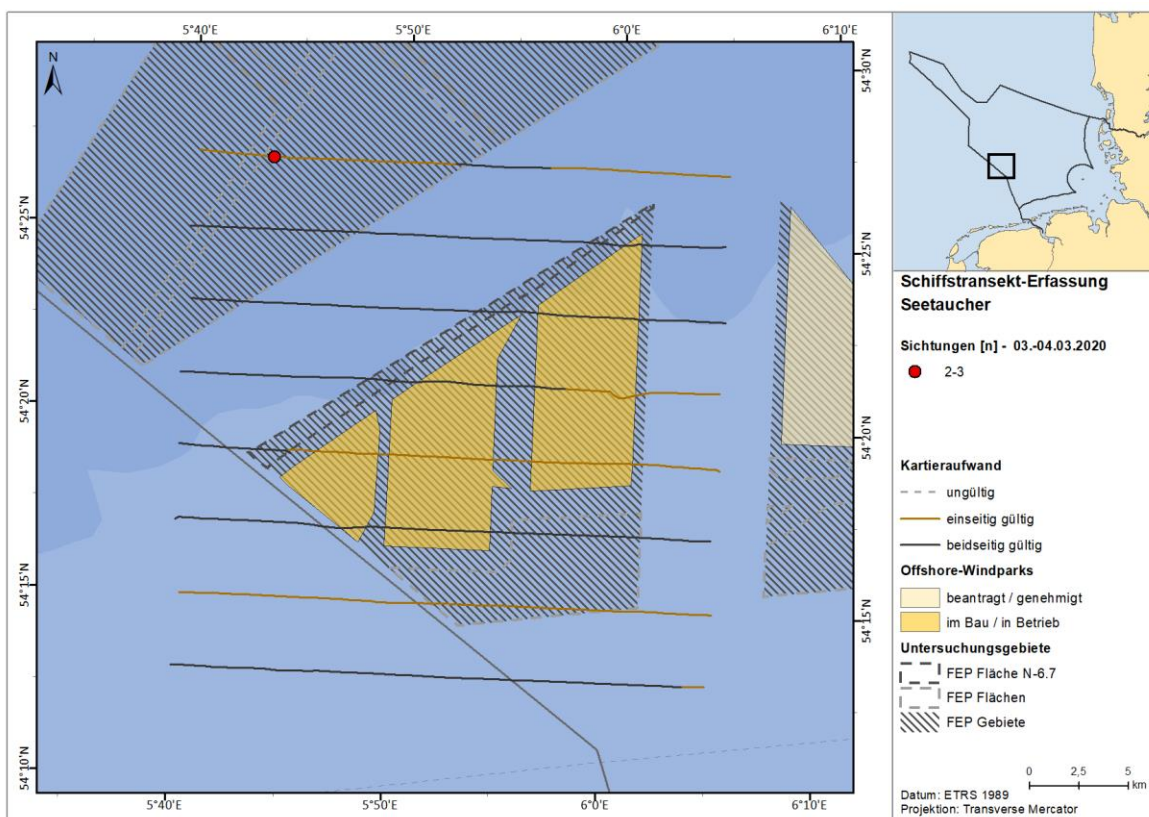 5°40'E
5°50'E
6°0'E
6°10'E
N
54°30'N
54°25'N
54°25'N
54°20'N
54°20'N
54°15'N
54°15'N
54°10'N
5°40'E
5°50'E
6°0'E
6°10'E
Schiffstransekt-Erfassung
Seetaucher
Sichtungen [n] - 03.-04.03.2020
2-3
Kartieraufwand
ungültig
einseitig gültig
beidseitig gültig
Offshore-Windparks
beantragt / genehmigt
im Bau / in Betrieb
Untersuchungsgebiete
FEP Fläche N-6.7
FEP Flächen
FEP Gebiete
0 2,5 5
km
Datum: ETRS 1989
Projektion: Transverse Mercator